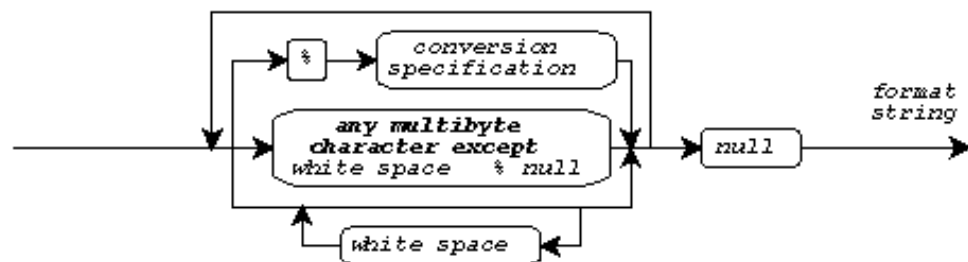 %
conversion
specification
format
string
any multibyte
character except
white space % null
null
white space